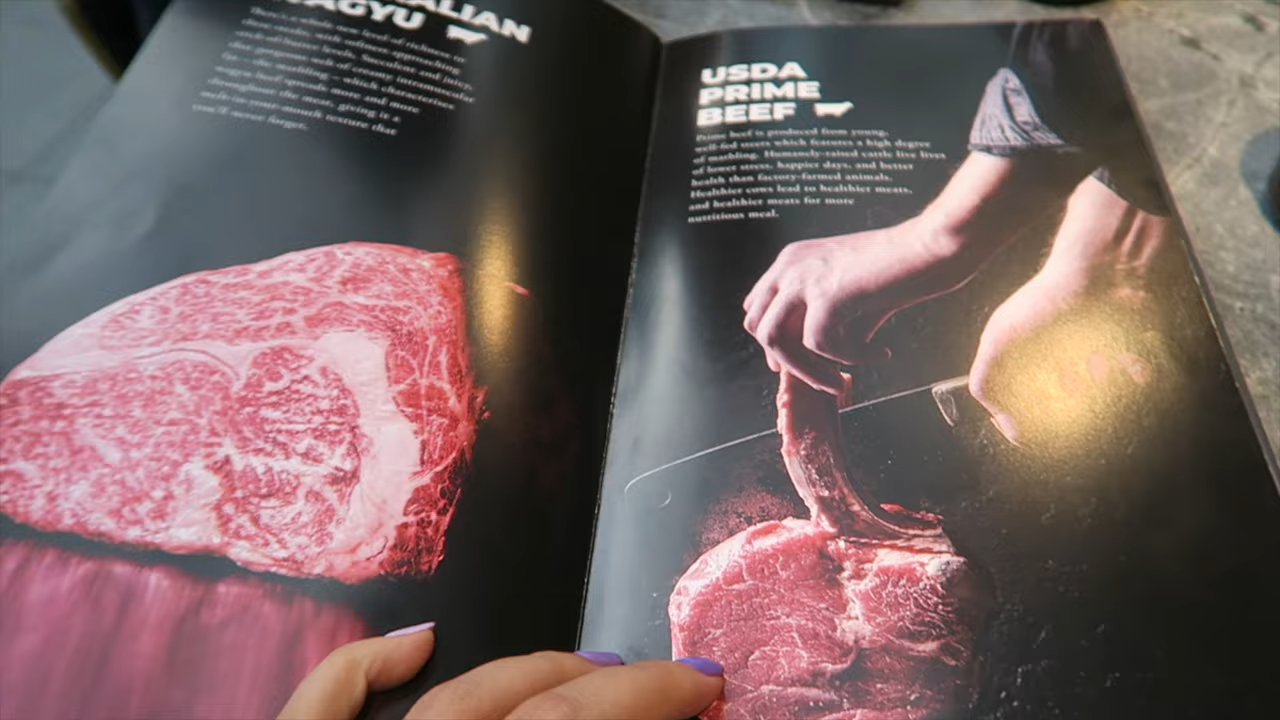 ALIAN
WAGYU
There is a whole new level of richness to
these steaks, with softness approaching
stick-of-butter levels. Succulent and juicy,
that gorgeous melt of creamy intramuscular
fat – the marbling – which characterises
wagyu beef spreads more and more
throughout the meat, giving it a
melt-in-your-mouth texture that
you'll never forget.
USDA
PRIME
BEEF
Prime beef is produced from young,
well-fed steers which features a high degree
of marbling. Humanely-raised cattle live lives
of lower stress, happier days, and better
health than factory-farmed animals.
Healthier cows lead to healthier meats,
and healthier meats for more
nutritious meal.